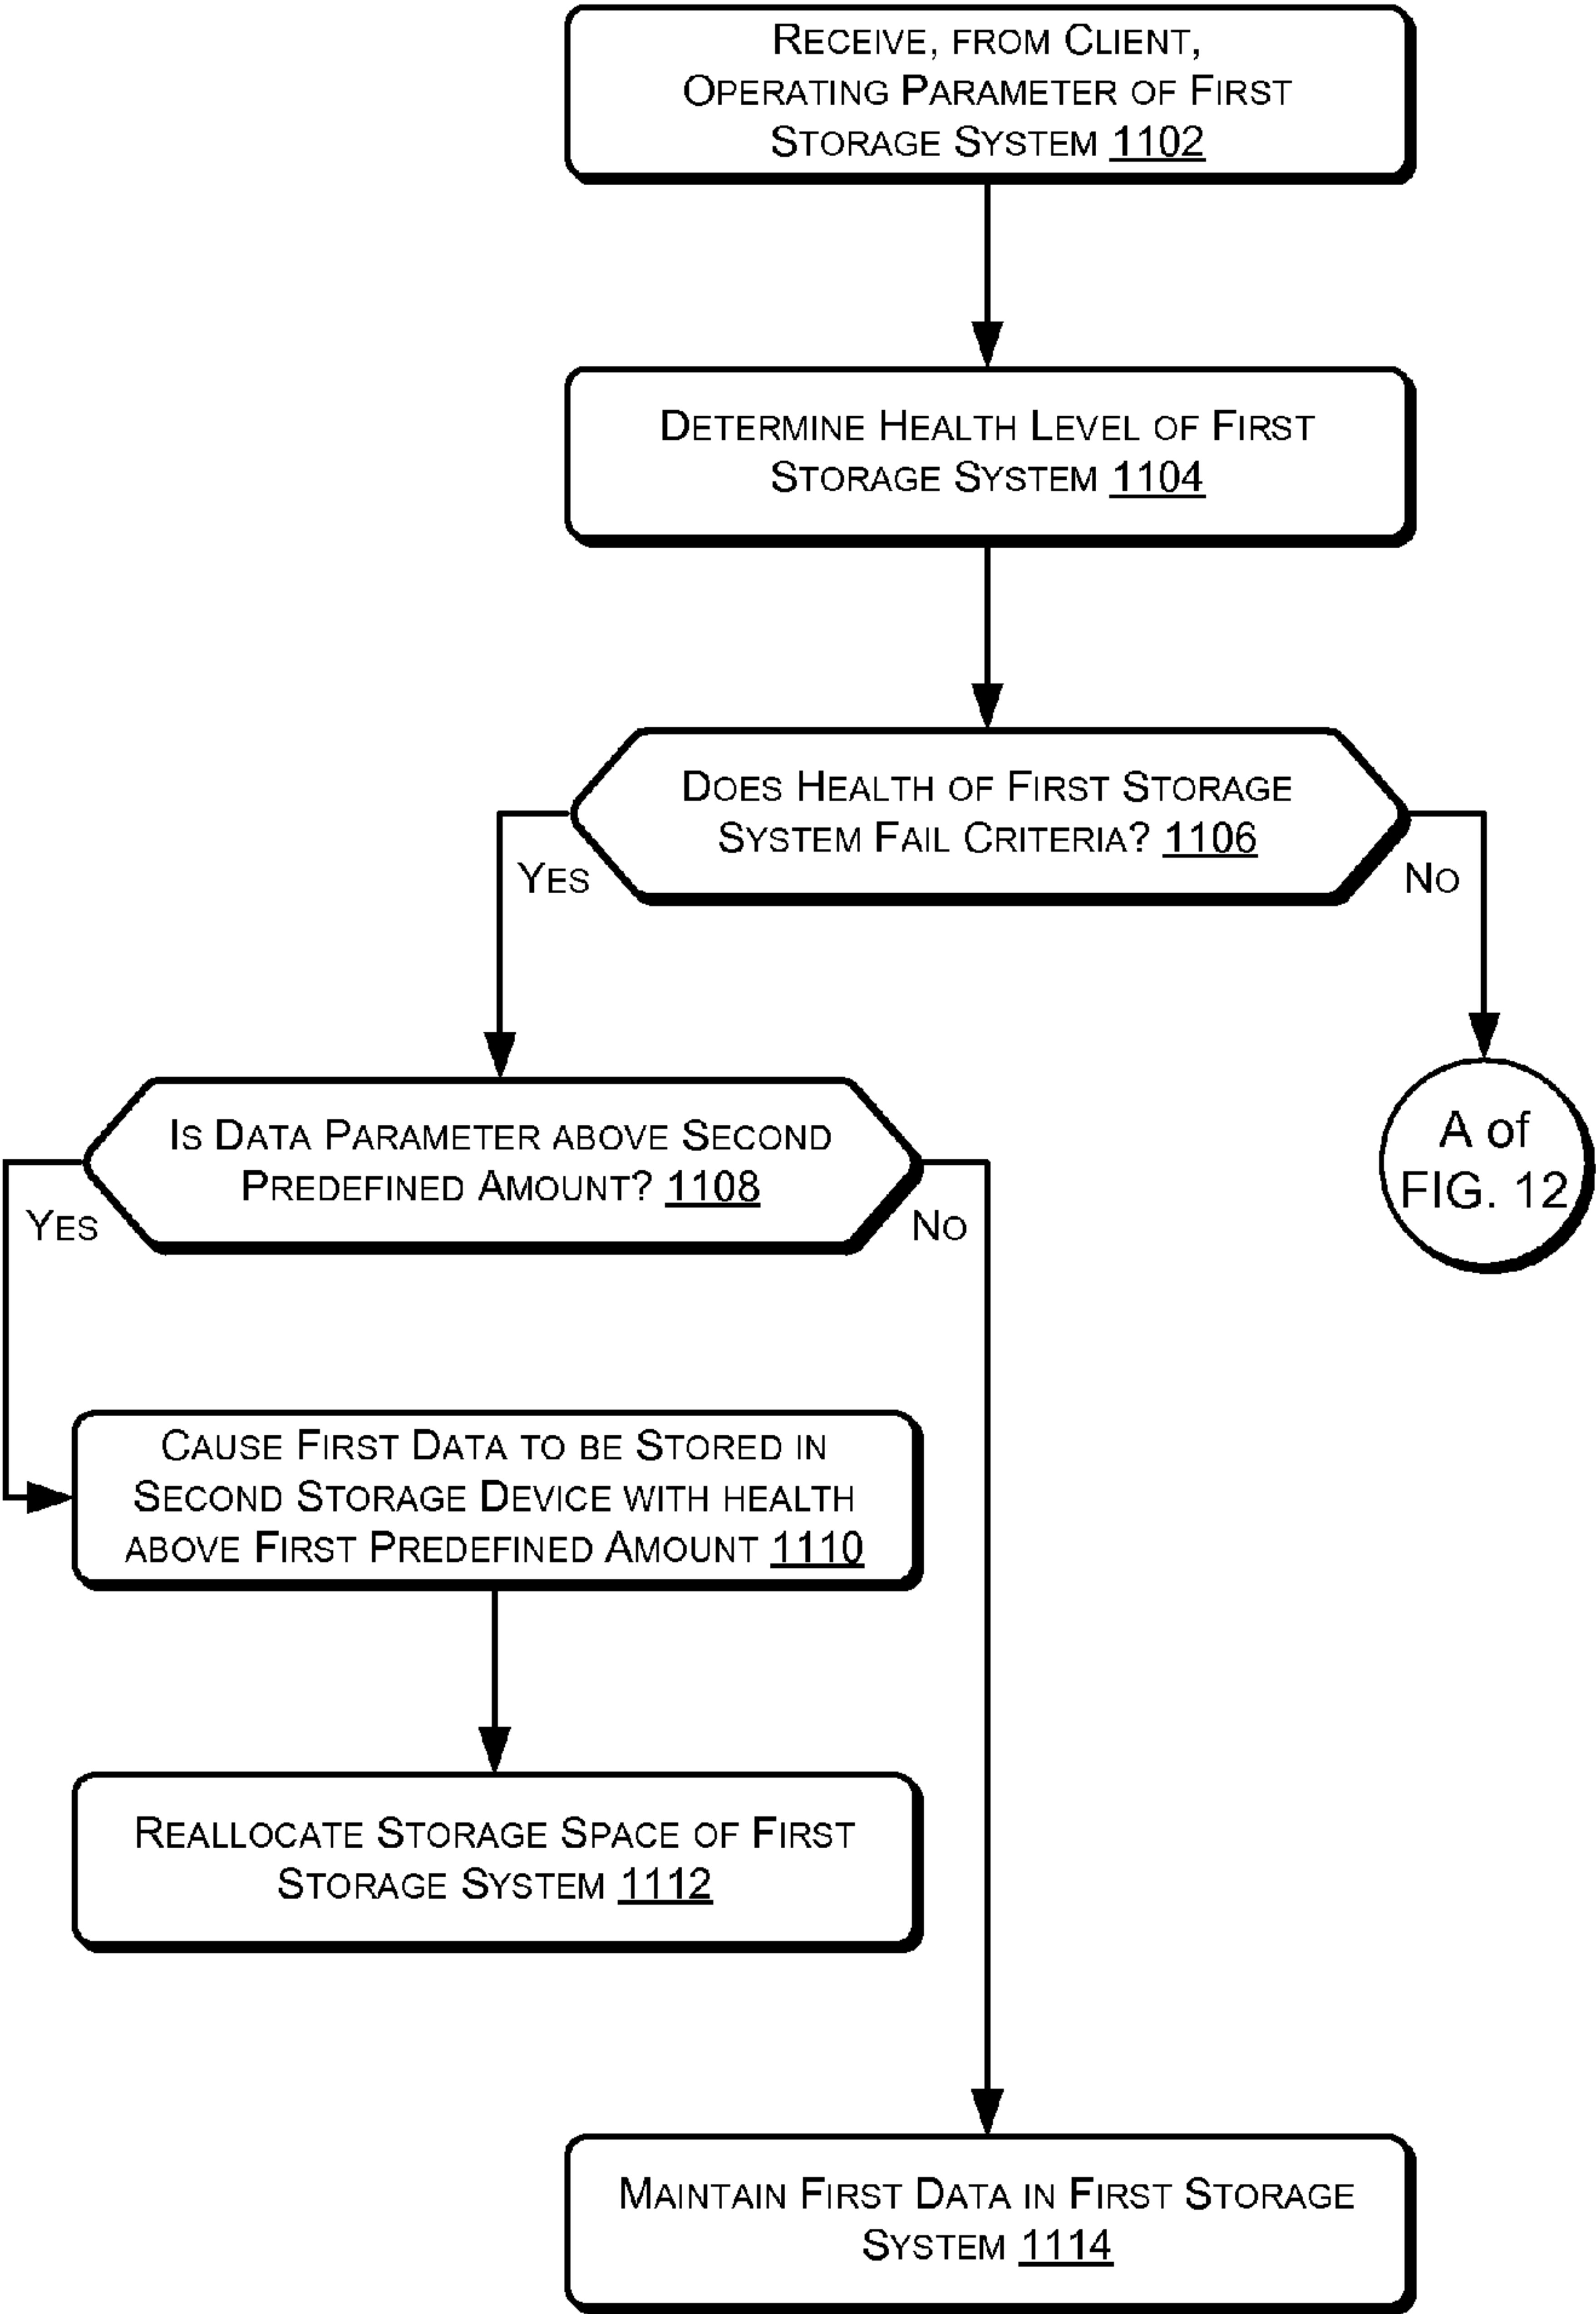 RECEIVE, FROM CLIENT,
OPERATING PARAMETER OF FIRST
STORAGE SYSTEM 1102
DETERMINE HEALTH LEVEL OF FIRST
STORAGE SYSTEM 1104
DOES HEALTH OF FIRST STORAGE
SYSTEM FAIL CRITERIA? 1106
YES
NO
IS DATA PARAMETER ABOVE SECOND
PREDEFINED AMOUNT? 1108
YES
NO
A of
FIG. 12
CAUSE FIRST DATA TO BE STORED IN
SECOND STORAGE DEVICE WITH HEALTH
ABOVE FIRST PREDEFINED AMOUNT 1110
REALLOCATE STORAGE SPACE OF FIRST
STORAGE SYSTEM 1112
MAINTAIN FIRST DATA IN FIRST STORAGE
SYSTEM 1114